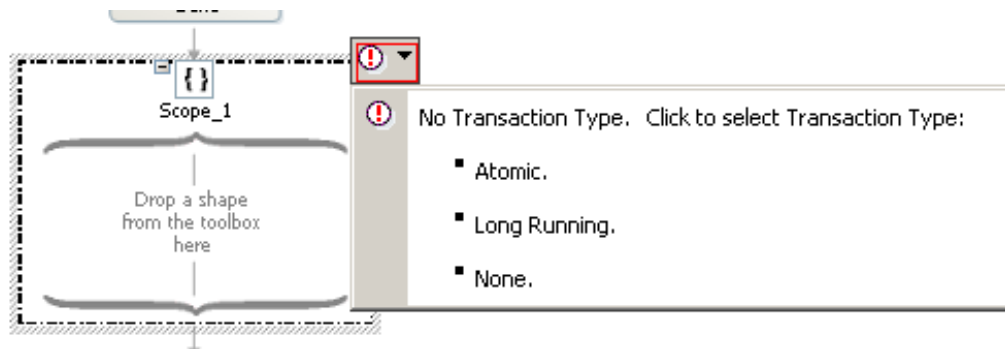 { }
Scope_1
No Transaction Type. Click to select Transaction Type:
Drop a shape
from the toolbox
here
▪ Atomic.
▪ Long Running.
▪ None.